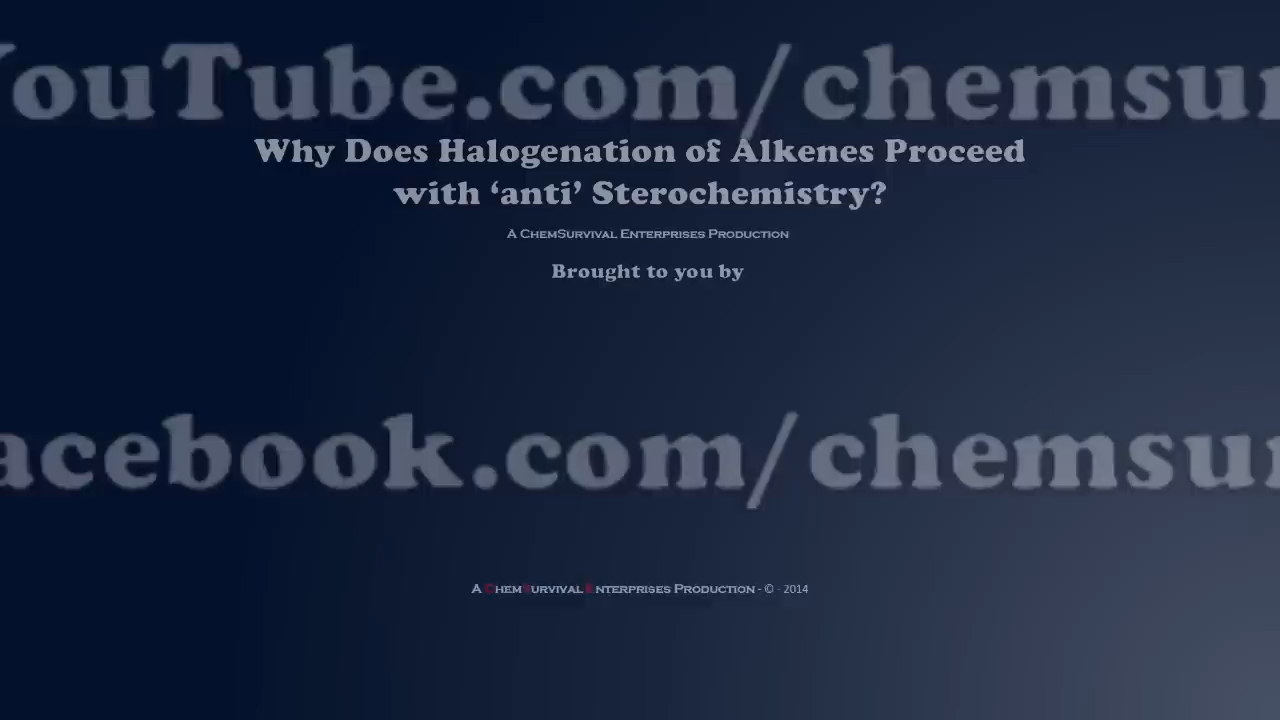 YouTube.com/chemsur
Why Does Halogenation of Alkenes Proceed
with ‘anti’ Sterochemistry?
A ChemSurvival Enterprises Production
Brought to you by
acebook.com/chemsur
A ChemSurvival Enterprises Production - © - 2014